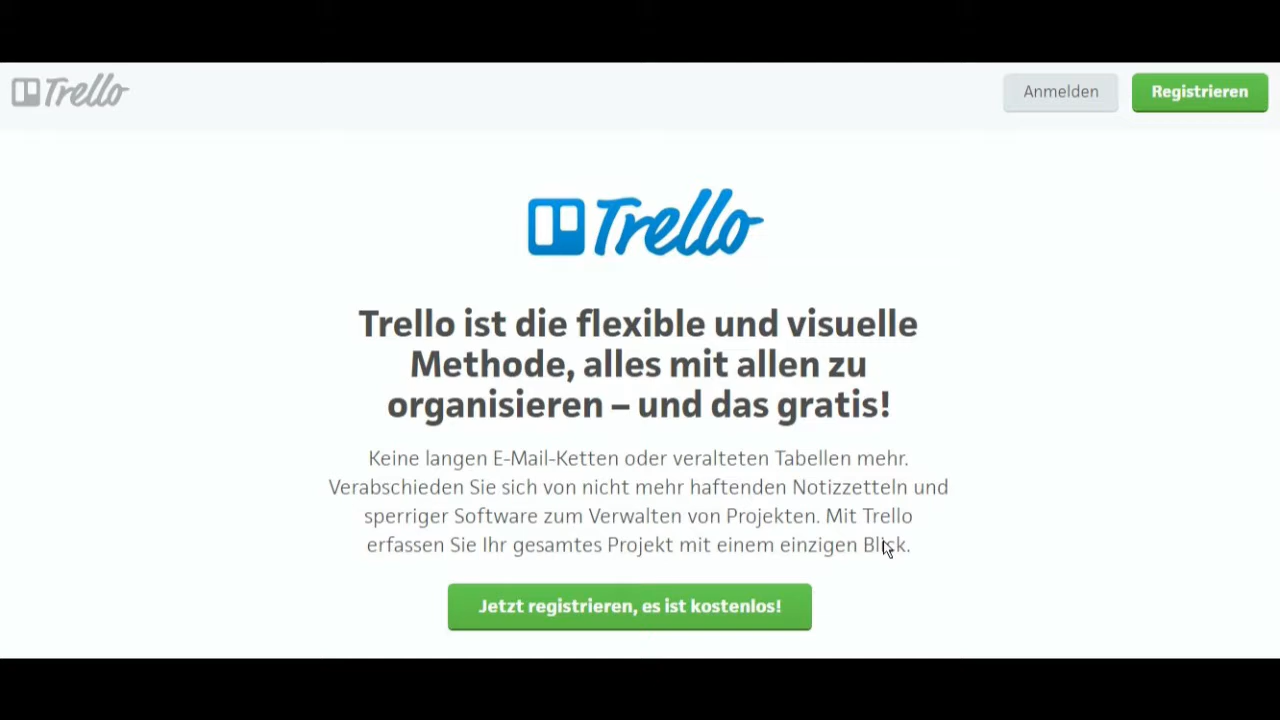 Trello
Anmelden
Registrieren
Trello
Trello ist die flexible und visuelle
Methode, alles mit allen zu
organisieren – und das gratis!
Keine langen E-Mail-Ketten oder veralteten Tabellen mehr.
Verabschieden Sie sich von nicht mehr haftenden Notizzetteln und
sperriger Software zum Verwalten von Projekten. Mit Trello
erfassen Sie Ihr gesamtes Projekt mit einem einzigen Blick.
Jetzt registrieren, es ist kostenlos!